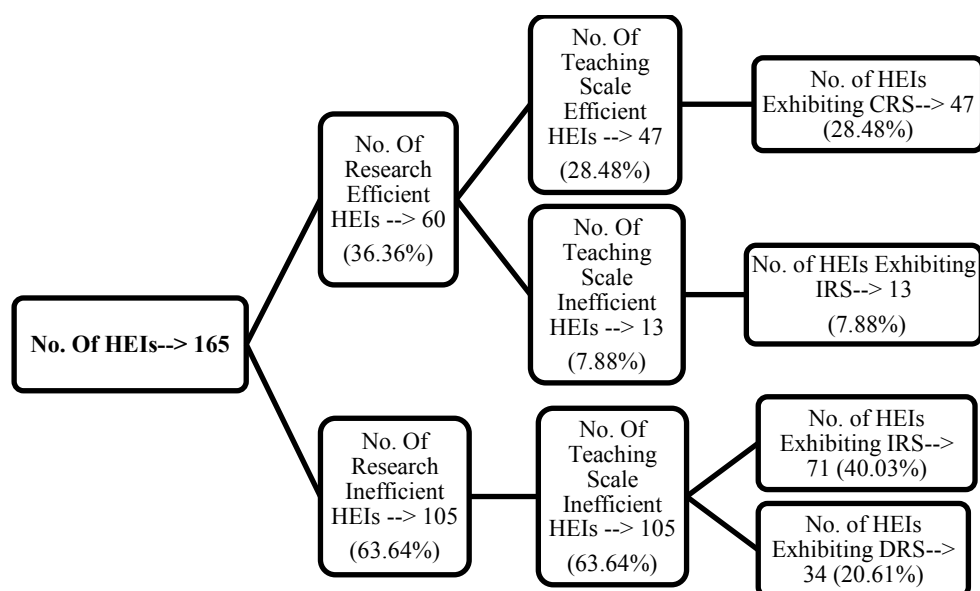 No. Of HEIs--> 165
No. Of
Research
Efficient
HEIs --> 60
(36.36%)
No. Of
Teaching
Scale
Efficient
HEIs --> 47
(28.48%)
No. of HEIs
Exhibiting CRS--> 47
(28.48%)
No. Of
Teaching
Scale
Inefficient
HEIs --> 13
(7.88%)
No. of HEIs Exhibiting
IRS--> 13
(7.88%)
No. Of
Research
Inefficient
HEIs --> 105
(63.64%)
No. Of
Teaching
Scale
Inefficient
HEIs --> 105
(63.64%)
No. of HEIs
Exhibiting IRS-->
71 (40.03%)
No. of HEIs
Exhibiting DRS-->
34 (20.61%)